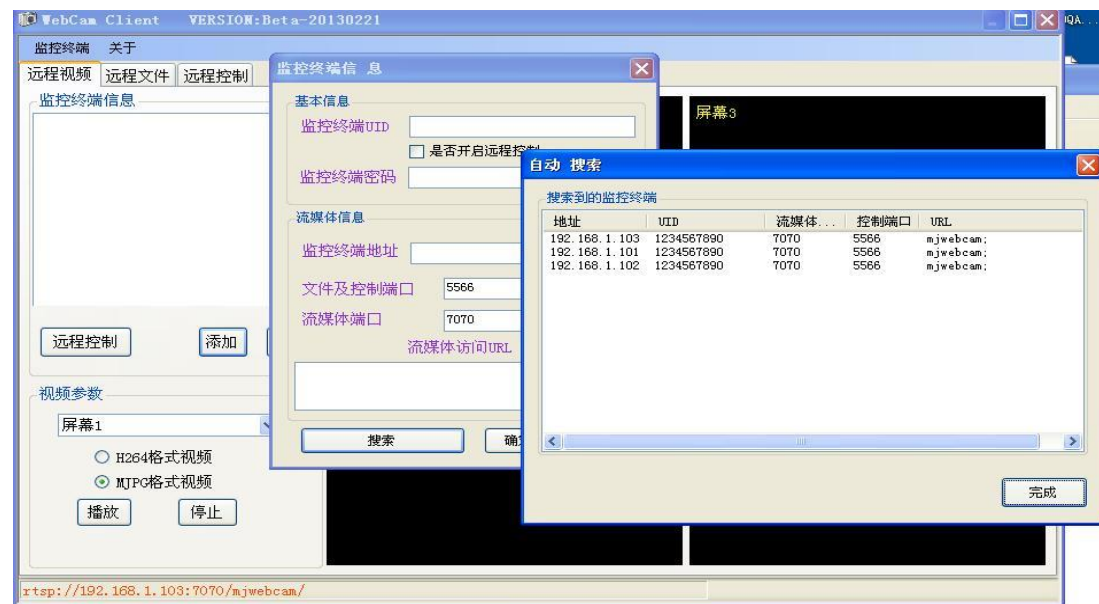 WebCam Client VERSION:Beta-20130221
监控终端 关于
远程视频 远程文件 远程控制
监控终端信息
远程控制 添加
视频参数
屏幕1
H264格式视频
MJPG格式视频
播放 停止
rtsp://192.168.1.103:7070/mjwebcam/
监控终端信 息
基本信息
监控终端UID
是否开启远程控制
监控终端密码
流媒体信息
监控终端地址
文件及控制端口 5566
流媒体端口 7070
流媒体访问URL
搜索
屏幕3
自动 搜索
搜索到的监控终端
地址 UID 流媒体... 控制端口 URL
192.168.1.103 1234567890 7070 5566 mjwebcam;
192.168.1.101 1234567890 7070 5566 mjwebcam;
192.168.1.102 1234567890 7070 5566 mjwebcam;
完成